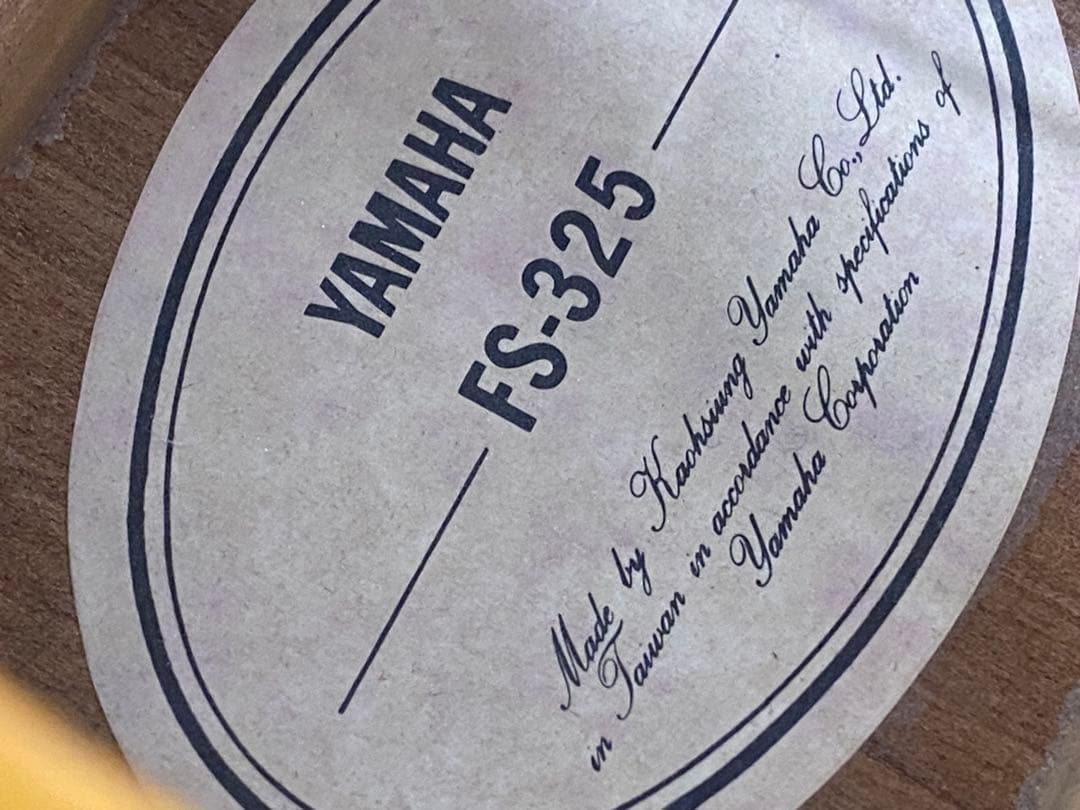 YAMAHA
FS-325
Made by Kaohsiung Yamaha Co., Ltd.
in Taiwan in accordance with specifications of
Yamaha Corporation